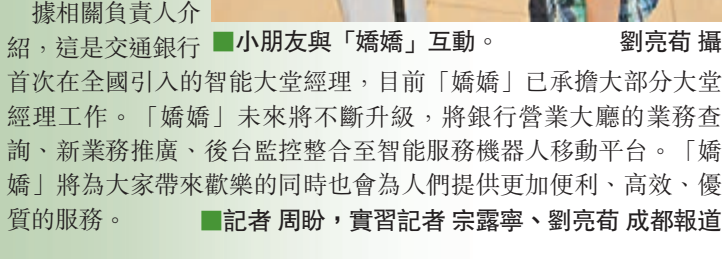 據相關負責人介
紹,這是交通銀行
■小朋友與「嬌嬌」互動。 劉亮荀 攝
首次在全國引入的智能大堂經理,目前「嬌嬌」已承擔大部分大堂
經理工作。「嬌嬌」未來將不斷升級,將銀行營業大廳的業務查
詢、新業務推廣、後台監控整合至智能服務機器人移動平台。「嬌
嬌」將為大家帶來歡樂的同時也會為人們提供更加便利、高效、優
質的服務。 ■記者 周盼,實習記者 宗露寧、劉亮荀 成都報道